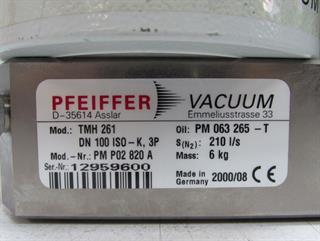 PFEIFFER VACUUM
D-35614 Asslar Emmeliusstrasse 33
Mod.: TMH 261 Oil: PM 063 265 -T
DN 100 ISO-K, 3P S(N2): 210 l/s
Mod.-Nr.: PM P02 820 A Mass: 6 kg
Ser.-Nr.: 12959600 Made in Germany 2000/08 CE